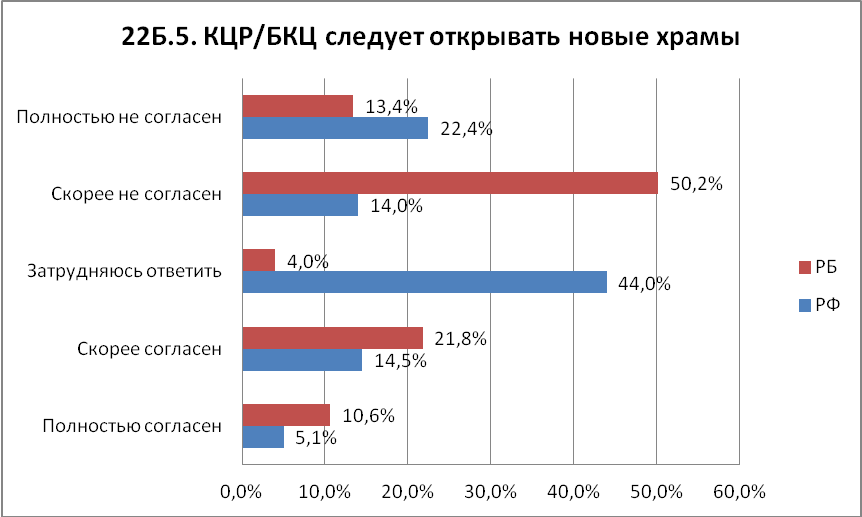 22Б.5. КЦР/БКЦ следует открывать новые храмы
Полностью не согласен
13,4%
22,4%
Скорее не согласен
50,2%
14,0%
Затрудняюсь ответить
4,0%
44,0%
Скорее согласен
21,8%
14,5%
Полностью согласен
10,6%
5,1%
РБ
РФ
0,0% 10,0% 20,0% 30,0% 40,0% 50,0% 60,0%